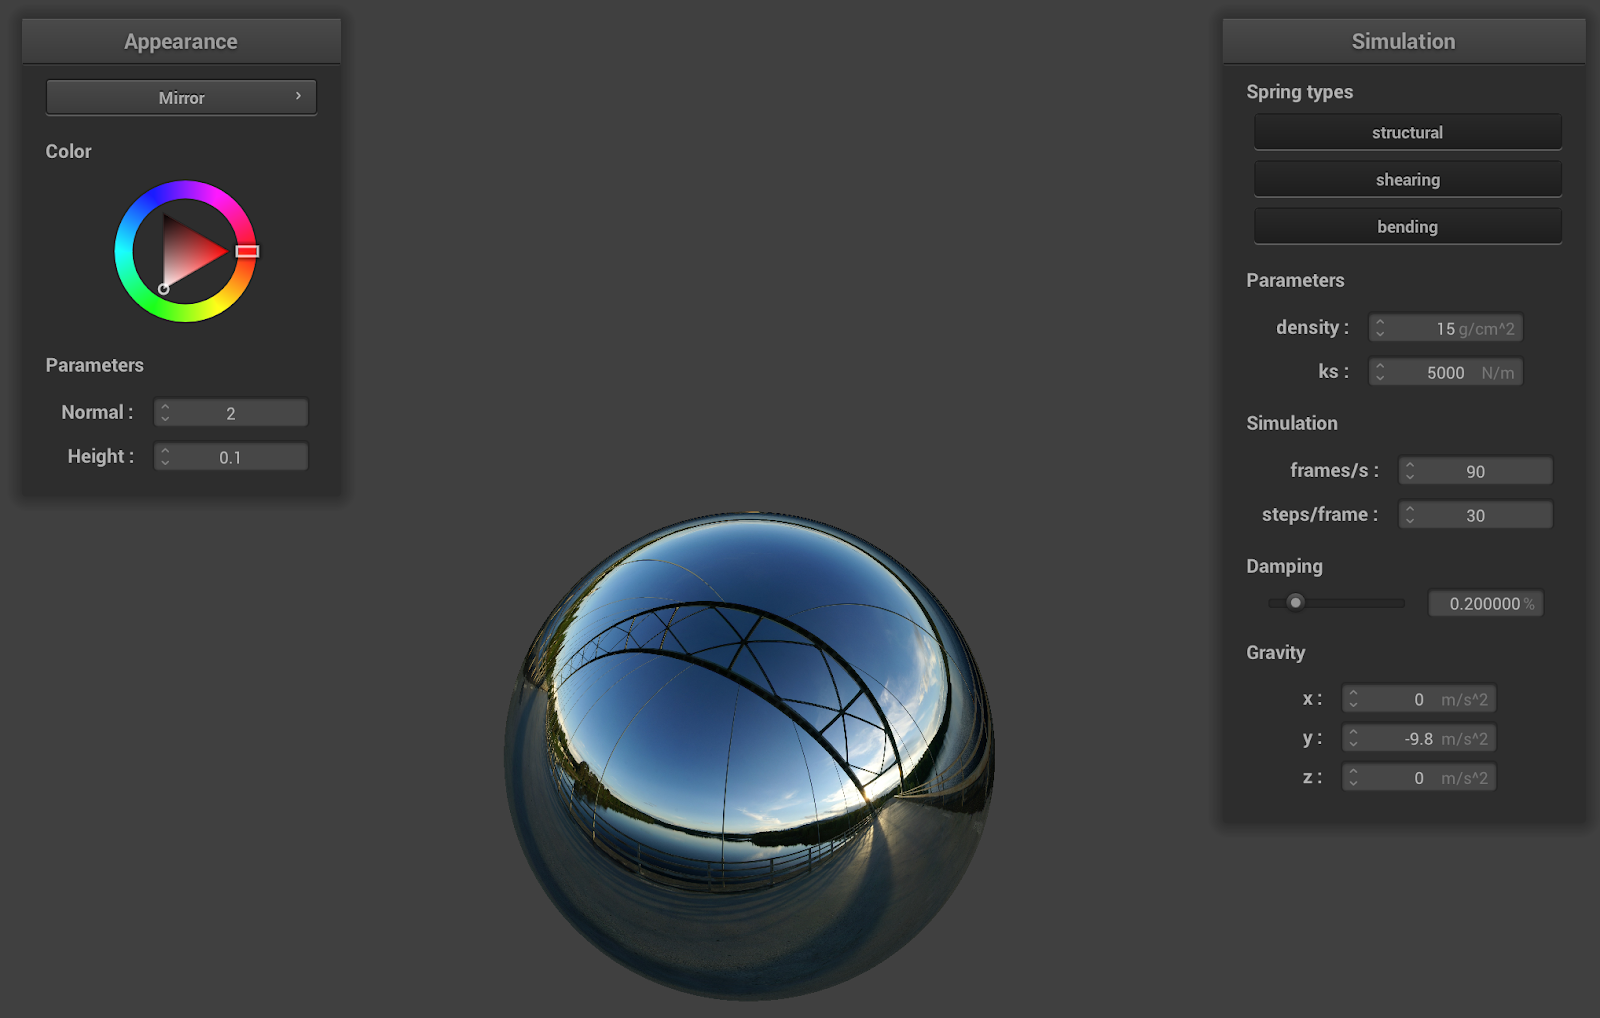 Appearance
Mirror ›
Color
Parameters
Normal : 2
Height : 0.1
Simulation
Spring types
structural
shearing
bending
Parameters
density : 15 g/cm^2
ks : 5000 N/m
Simulation
frames/s : 90
steps/frame : 30
Damping
0.200000 %
Gravity
x : 0 m/s^2
y : -9.8 m/s^2
z : 0 m/s^2